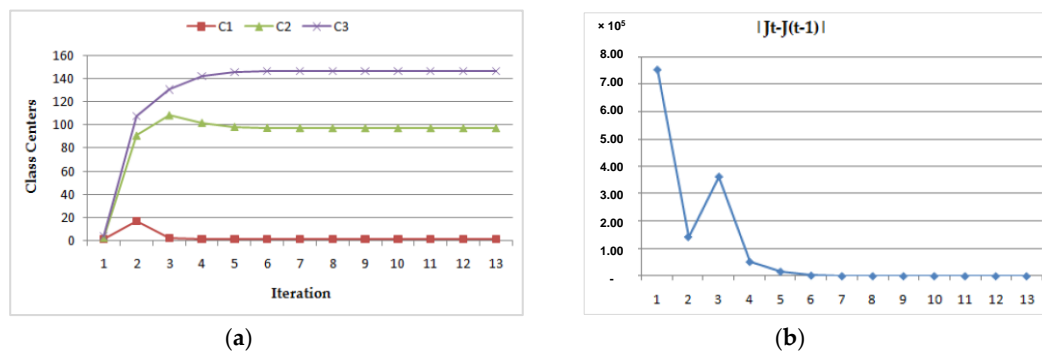 C1 C2 C3
160
140
120
100
80
60
40
20
0
Class Centers
1 2 3 4 5 6 7 8 9 10 11 12 13
Iteration
(a)
× 10⁵
| Jt-J(t-1) |
8.00
7.00
6.00
5.00
4.00
3.00
2.00
1.00
-
1 2 3 4 5 6 7 8 9 10 11 12 13
(b)